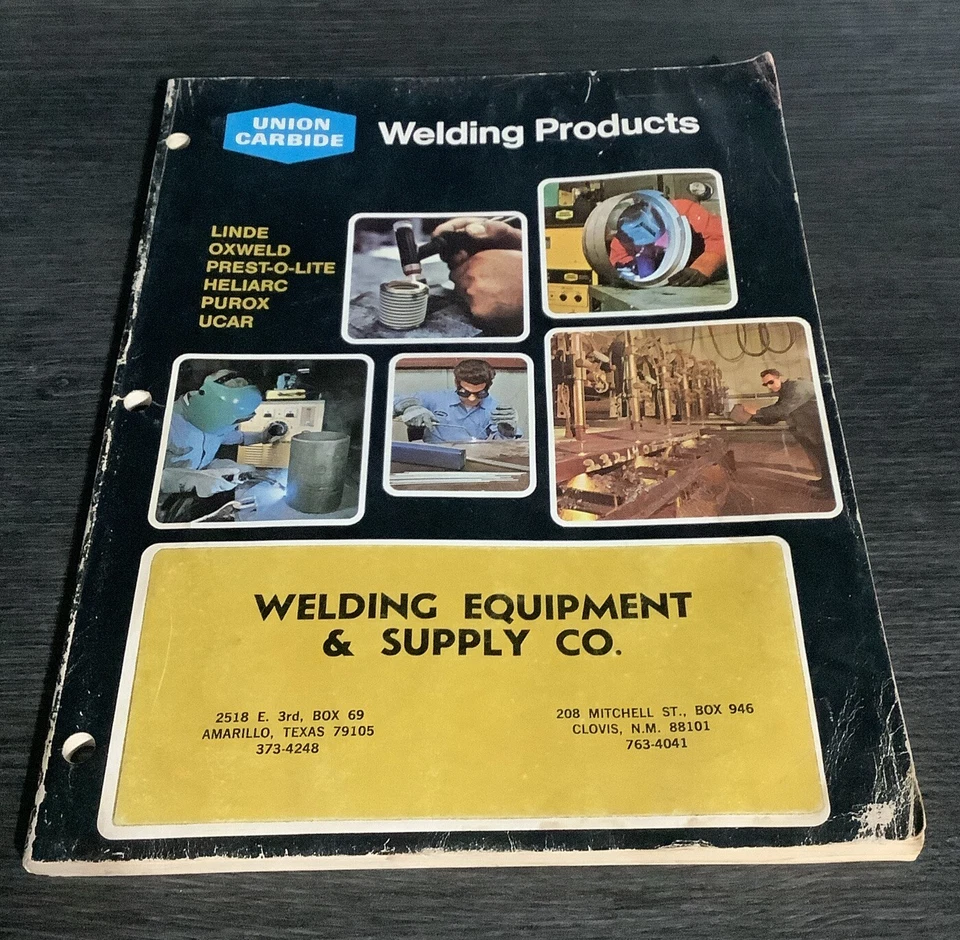 UNION
CARBIDE
Welding Products
LINDE
OXWELD
PREST-O-LITE
HELIARC
PUROX
UCAR
WELDING EQUIPMENT
& SUPPLY CO.
2518 E. 3rd, BOX 69
AMARILLO, TEXAS 79105
373-4248
208 MITCHELL ST., BOX 946
CLOVIS, N.M. 88101
763-4041